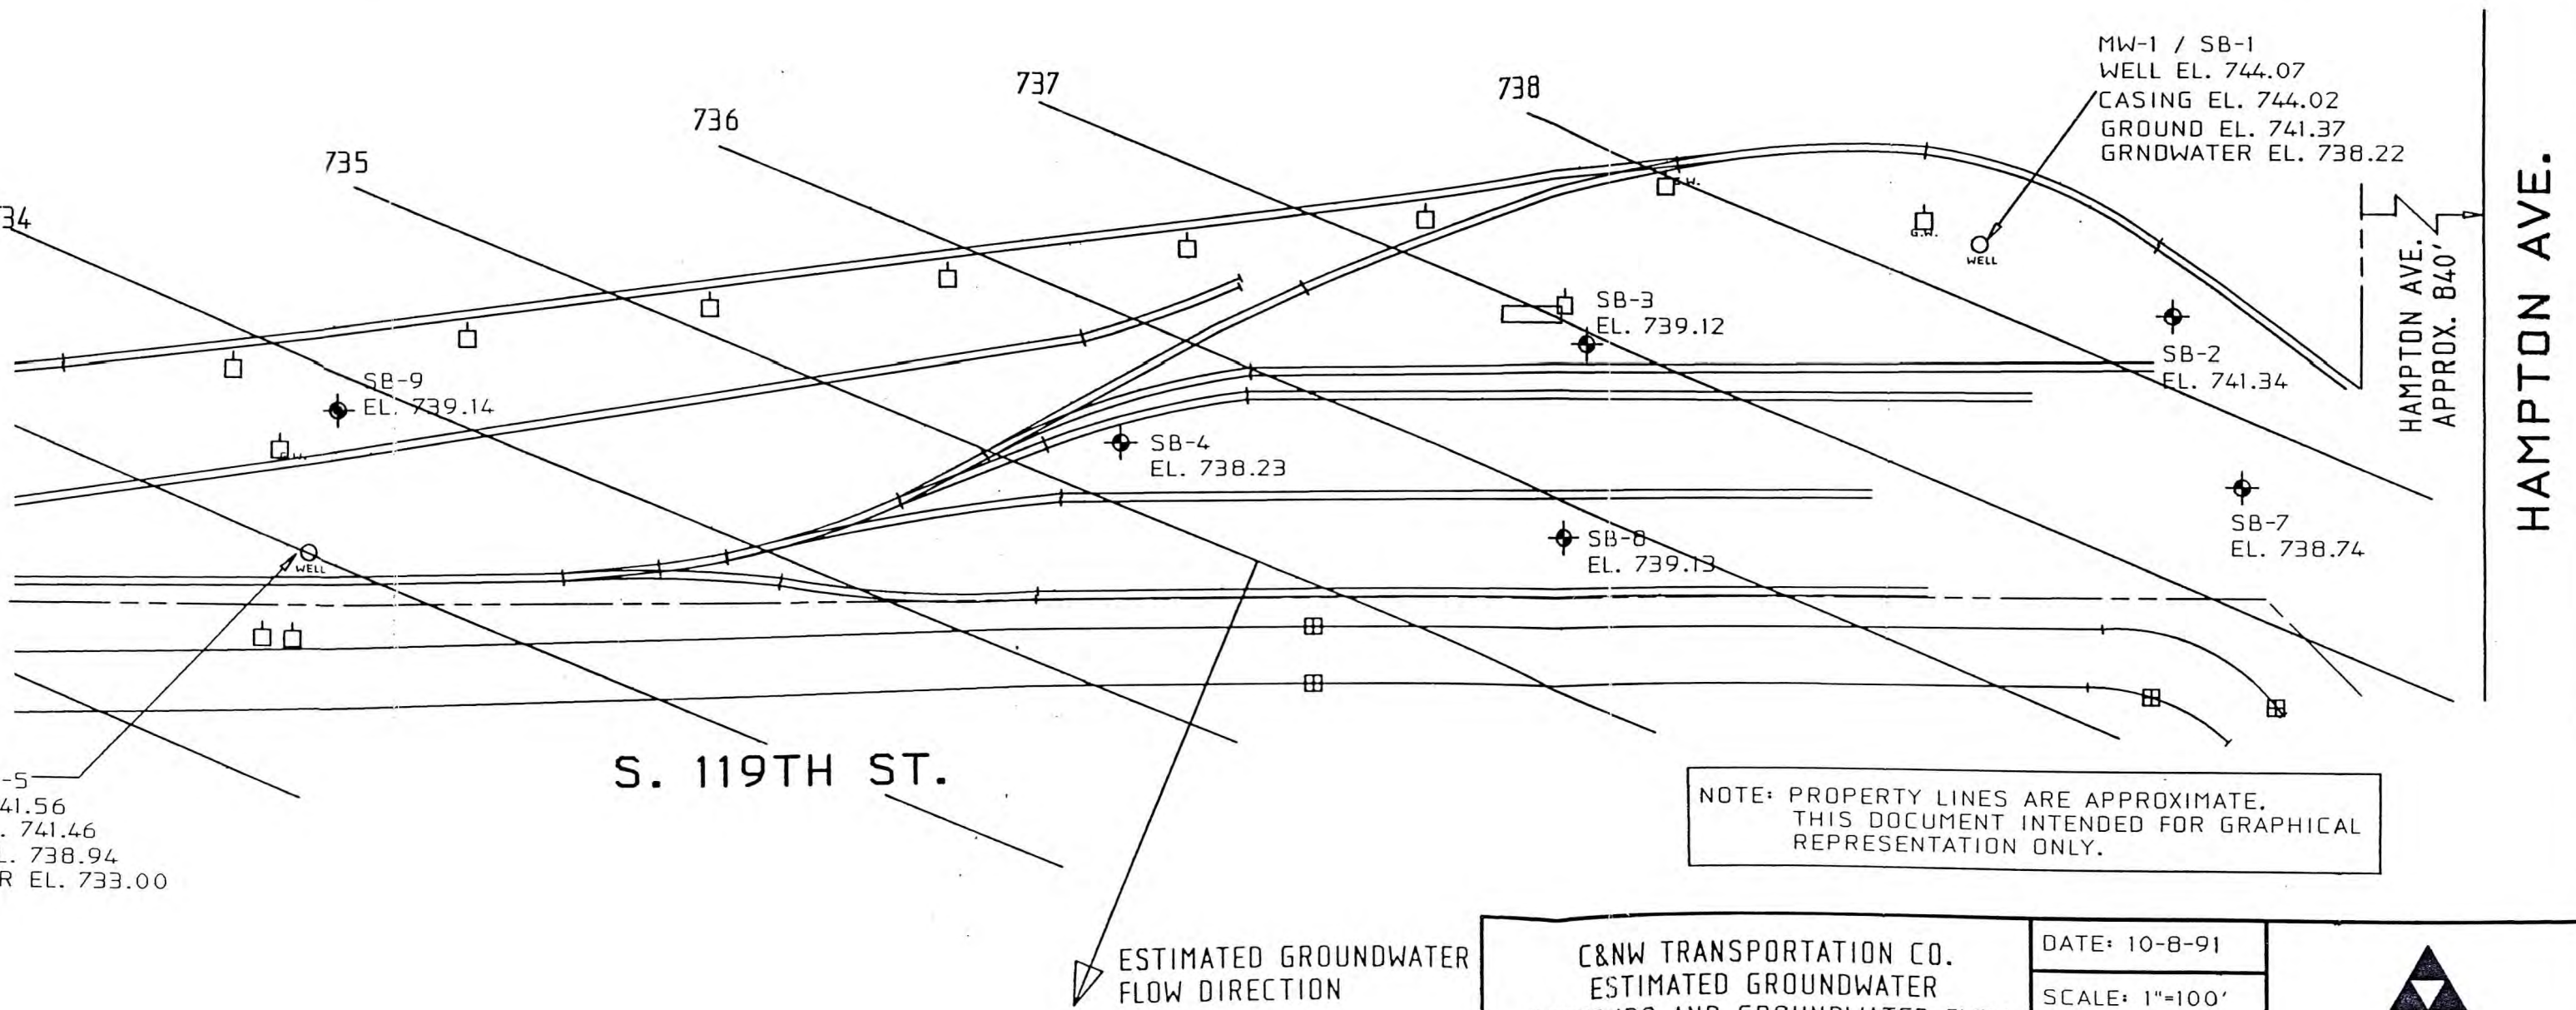 MW-1 / SB-1
WELL EL. 744.07
CASING EL. 744.02
GROUND EL. 741.37
GRNDWATER EL. 738.22
738
737
736
735
34
G.W.
WELL
HAMPTON AVE.
APPROX. 840'
HAMPTON AVE.
SB-3
EL. 739.12
SB-2
EL. 741.34
SB-9
EL. 739.14
SB-4
EL. 738.23
SB-7
EL. 738.74
SB-8
EL. 739.13
WELL
-5
41.56
. 741.46
L. 738.94
R EL. 733.00
S. 119TH ST.
NOTE: PROPERTY LINES ARE APPROXIMATE.
THIS DOCUMENT INTENDED FOR GRAPHICAL
REPRESENTATION ONLY.
ESTIMATED GROUNDWATER
FLOW DIRECTION
C&NW TRANSPORTATION CO.
ESTIMATED GROUNDWATER
AND GROUNDWATER
DATE: 10-8-91
SCALE: 1"=100'